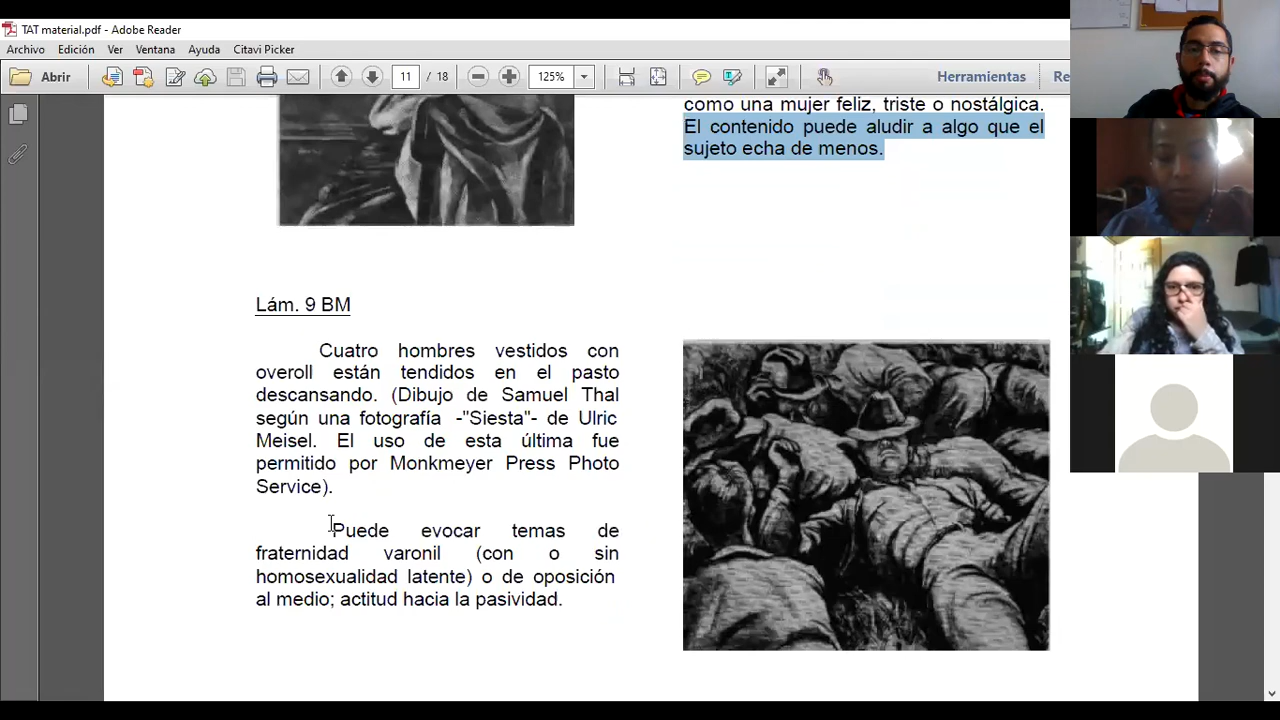 TAT material.pdf - Adobe Reader
Archivo Edición Ver Ventana Ayuda Citavi Picker
Abrir 11 / 18 125% Herramientas Re
como una mujer feliz, triste o nostálgica.
El contenido puede aludir a algo que el
sujeto echa de menos.
Lám. 9 BM
Cuatro hombres vestidos con
overoll están tendidos en el pasto
descansando. (Dibujo de Samuel Thal
según una fotografía -"Siesta"- de Ulric
Meisel. El uso de esta última fue
permitido por Monkmeyer Press Photo
Service).
Puede evocar temas de
fraternidad varonil (con o sin
homosexualidad latente) o de oposición
al medio; actitud hacia la pasividad.